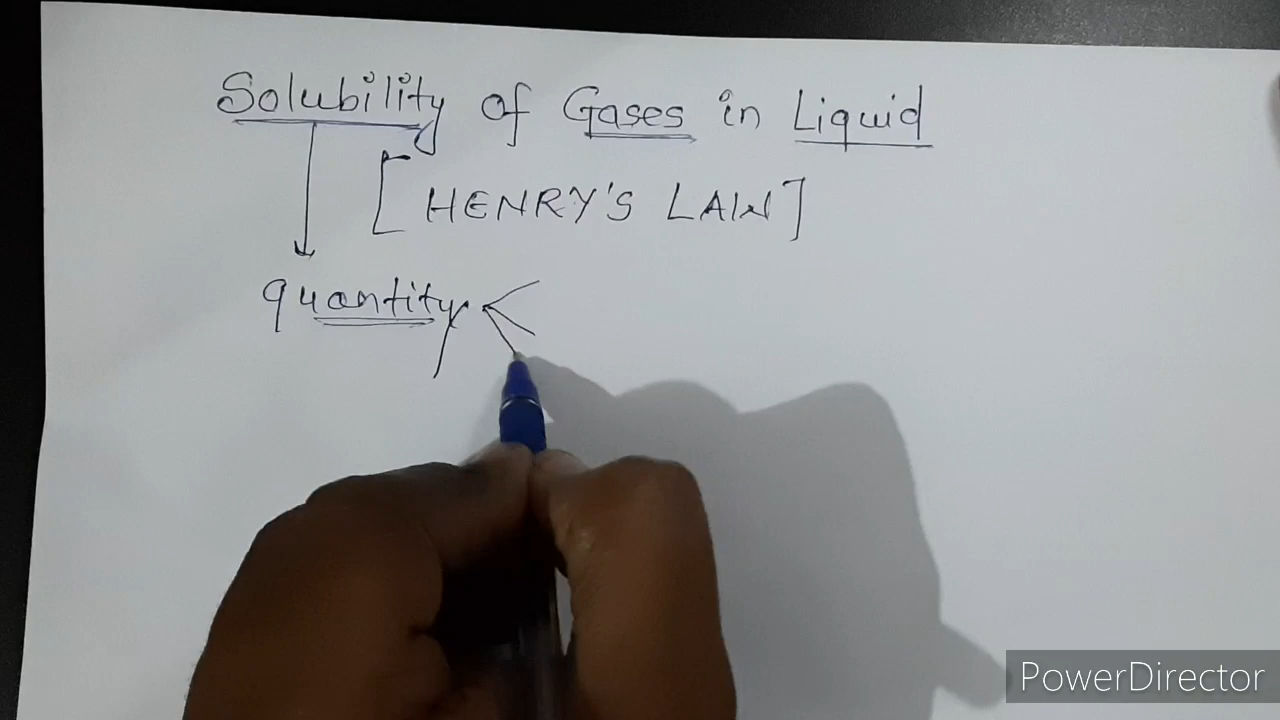 Solubility of Gases in Liquid
[HENRY'S LAW]
quantity
PowerDirector